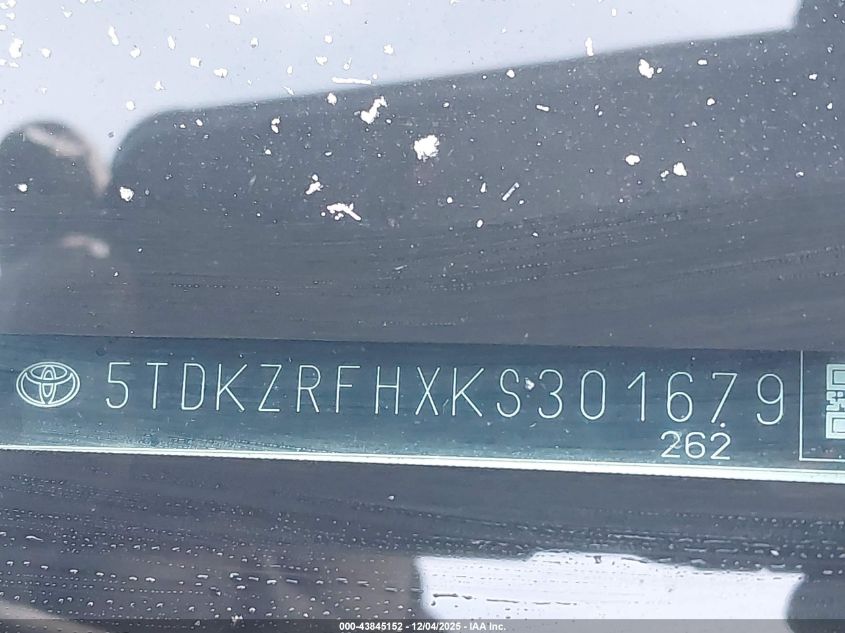 5TDKZRFHXKS301679
262
000-43845152 - 12/04/2025 - IAA Inc.